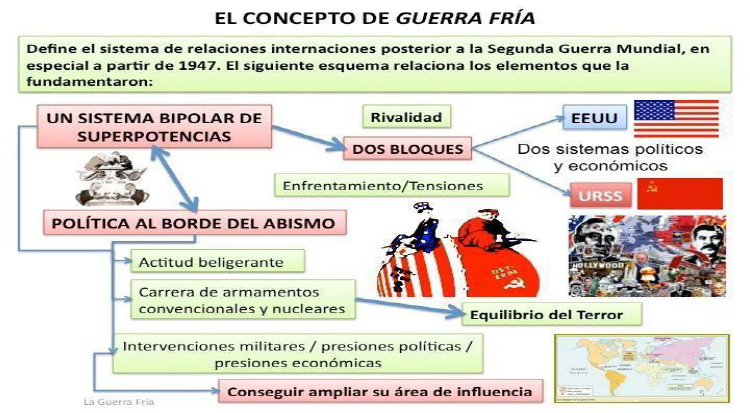 EL CONCEPTO DE GUERRA FRÍA
Define el sistema de relaciones internaciones posterior a la Segunda Guerra Mundial, en
especial a partir de 1947. El siguiente esquema relaciona los elementos que la
fundamentaron:
UN SISTEMA BIPOLAR DE
SUPERPOTENCIAS
Rivalidad
DOS BLOQUES
EEUU
Dos sistemas políticos
y económicos
Enfrentamiento/Tensiones
URSS
POLÍTICA AL BORDE DEL ABISMO
Actitud beligerante
HOLLYWOOD
Carrera de armamentos
convencionales y nucleares
Equilibrio del Terror
Intervenciones militares / presiones políticas /
presiones económicas
Conseguir ampliar su área de influencia
La Guerra Fría